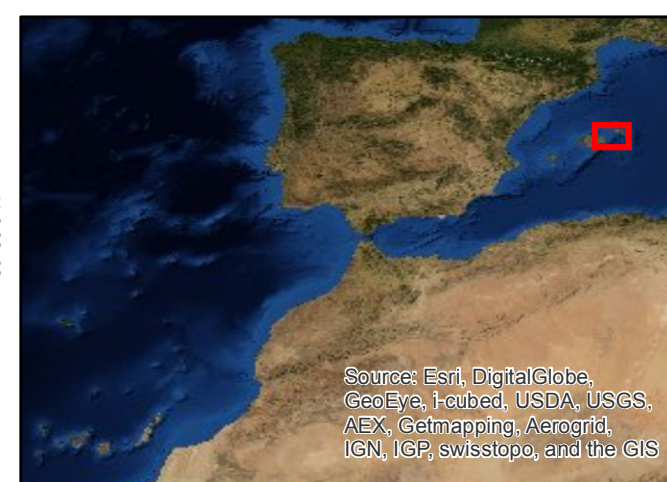 Source: Esri, DigitalGlobe,
GeoEye, i-cubed, USDA, USGS,
AEX, Getmapping, Aerogrid,
IGN, IGP, swisstopo, and the GIS